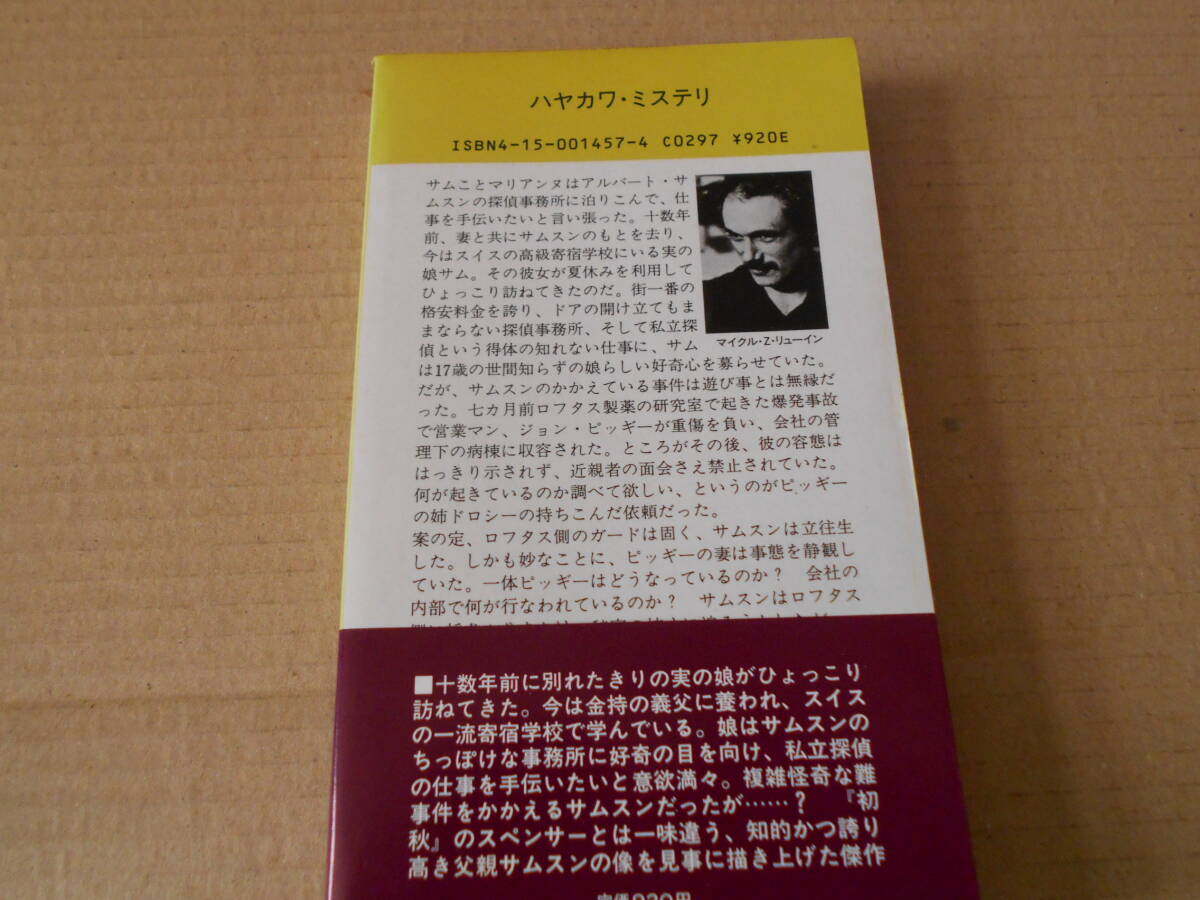 ハヤカワ・ミステリ
ISBN4-15-001457-4 C0297 ¥920E
サムことマリアンヌはアルバート・サ
ムスンの探偵事務所に泊りこんで、仕
事を手伝いたいと言い張った。十数年
前、妻と共にサムスンのもとを去り、
今はスイスの高級寄宿学校にいる実の
娘サム。その彼女が夏休みを利用して
ひょっこり訪ねてきたのだ。街一番の
格安料金を誇り、ドアの開け立てもま
まならない探偵事務所、そして私立探
偵という得体の知れない仕事に、サム
は17歳の世間知らずの娘らしい好奇心を募らせていた。
だが、サムスンのかかえている事件は遊び事とは無縁だ
った。七カ月前ロフタス製薬の研究室で起きた爆発事故
で営業マン、ジョン・ピッギーが重傷を負い、会社の管
理下の病棟に収容された。ところがその後、彼の容態は
はっきり示されず、近親者の面会さえ禁止されていた。
何が起きているのか調べて欲しい、というのがピッギー
の姉ドロシーの持ちこんだ依頼だった。
案の定、ロフタス側のガードは固く、サムスンは立往生
した。しかも妙なことに、ピッギーの妻は事態を静観し
ていた。一体ピッギーはどうなっているのか？ 会社の
内部で何が行なわれているのか？ サムスンはロフタス
マイクル・Z・リューイン
■十数年前に別れたきりの実の娘がひょっこり
訪ねてきた。今は金持の義父に養われ、スイス
の一流寄宿学校で学んでいる。娘はサムスンの
ちっぽけな事務所に好奇の目を向け、私立探偵
の仕事を手伝いたいと意欲満々。複雑怪奇な難
事件をかかえるサムスンだったが……？ 『初
秋』のスペンサーとは一味違う、知的かつ誇り
高き父親サムスンの像を見事に描き上げた傑作
定価920円